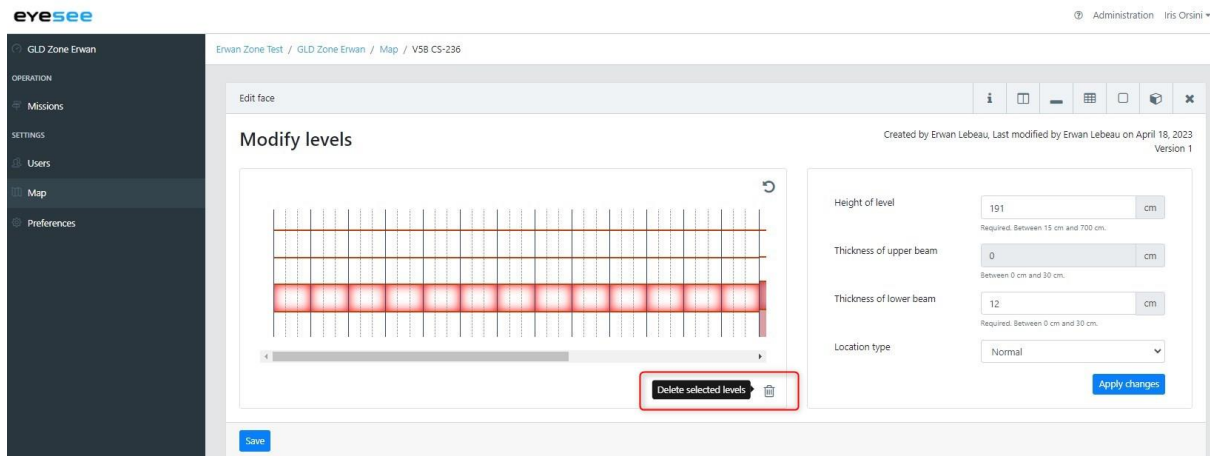 eyesee
Administration Iris Orsini
GLD Zone Erwan
Erwan Zone Test / GLD Zone Erwan / Map / V5B CS-236
OPERATION
Missions
SETTINGS
Users
Map
Preferences
Edit face
Modify levels
Created by Erwan Lebeau, Last modified by Erwan Lebeau on April 18, 2023
Version 1
Height of level
191 cm
Required. Between 15 cm and 700 cm.
Thickness of upper beam
0 cm
Between 0 cm and 30 cm.
Thickness of lower beam
12 cm
Required. Between 0 cm and 30 cm.
Location type
Normal
Delete selected levels
Apply changes
Save